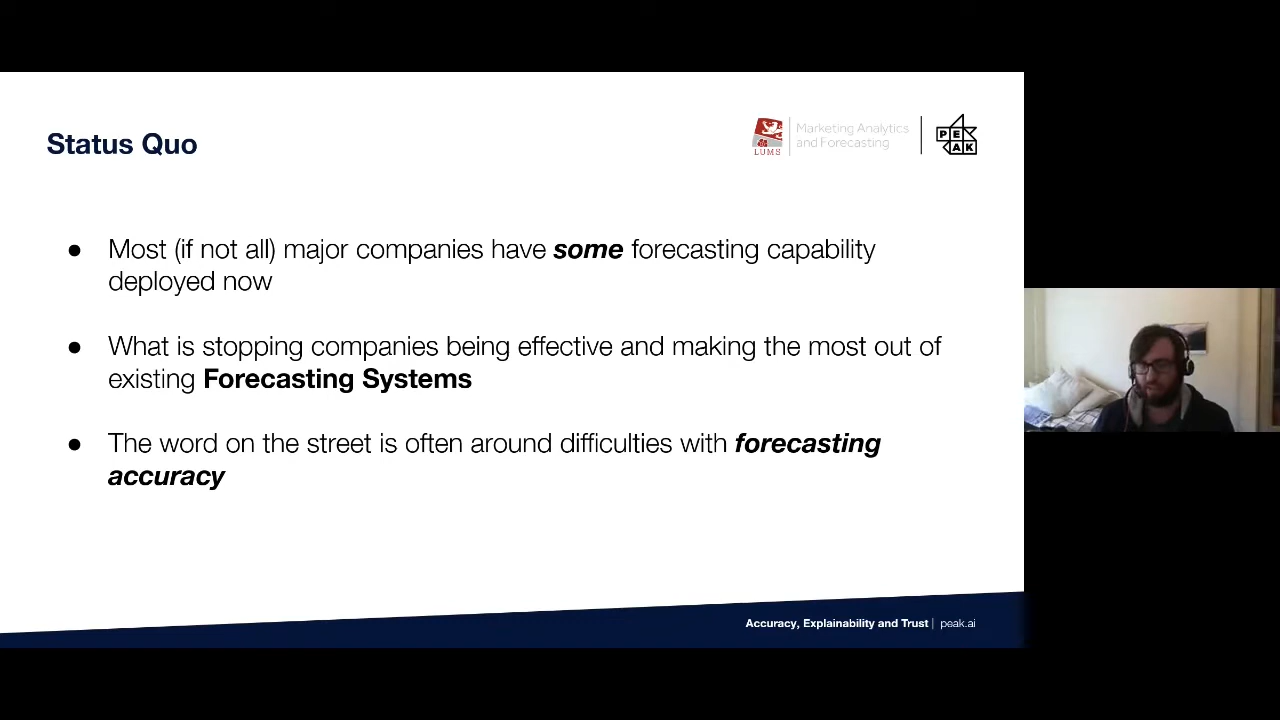 Status Quo
LUMS
Marketing Analytics
and Forecasting
PE
AK
● Most (if not all) major companies have some forecasting capability
deployed now
● What is stopping companies being effective and making the most out of
existing Forecasting Systems
● The word on the street is often around difficulties with forecasting
accuracy
Accuracy, Explainability and Trust | peak.ai